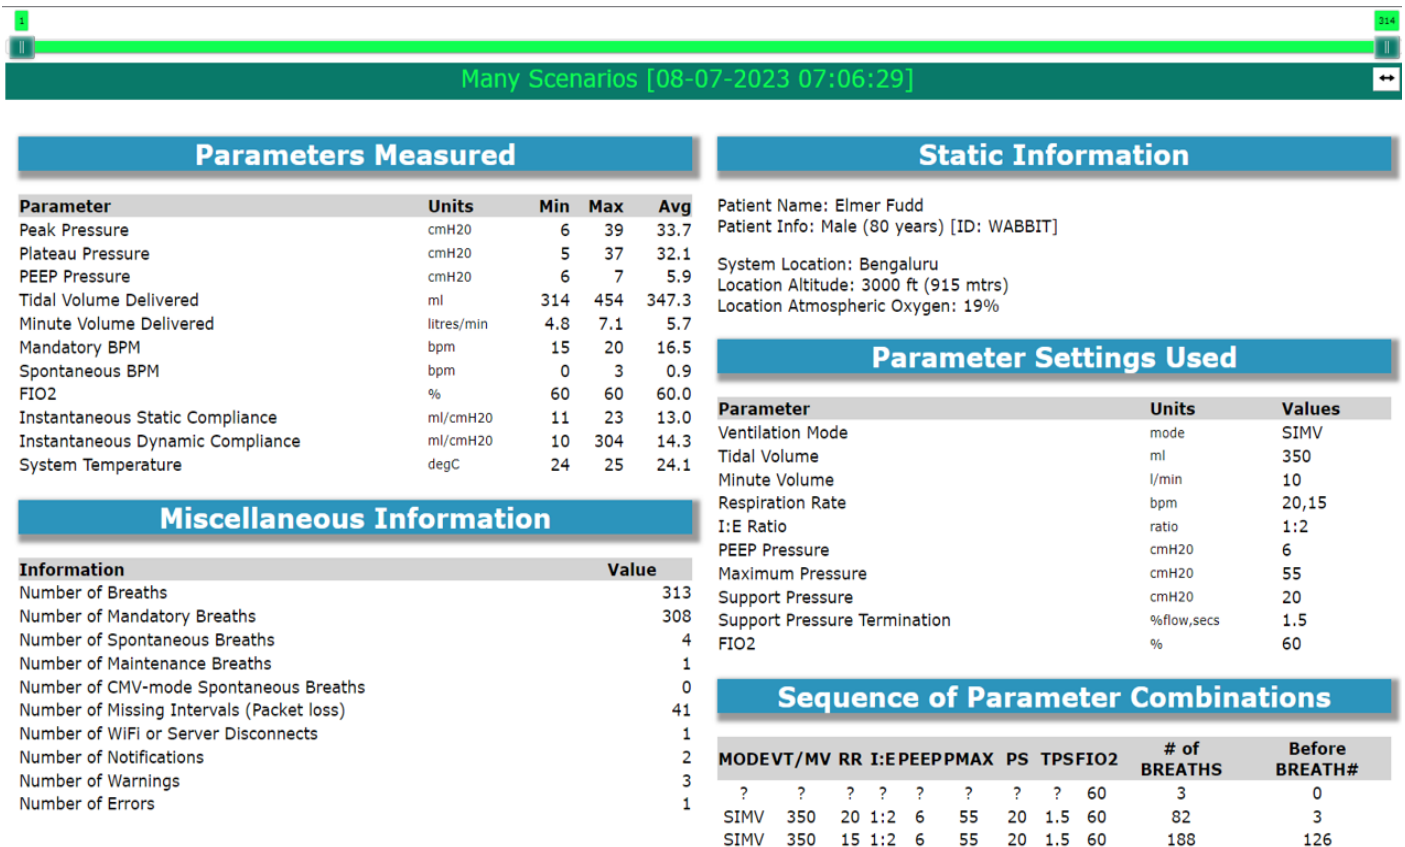 1
314
Many Scenarios [08-07-2023 07:06:29]
Parameters Measured
Parameter Units Min Max Avg
Peak Pressure cmH20 6 39 33.7
Plateau Pressure cmH20 5 37 32.1
PEEP Pressure cmH20 6 7 5.9
Tidal Volume Delivered ml 314 454 347.3
Minute Volume Delivered litres/min 4.8 7.1 5.7
Mandatory BPM bpm 15 20 16.5
Spontaneous BPM bpm 0 3 0.9
FIO2 % 60 60 60.0
Instantaneous Static Compliance ml/cmH20 11 23 13.0
Instantaneous Dynamic Compliance ml/cmH20 10 304 14.3
System Temperature degC 24 25 24.1
Miscellaneous Information
Information Value
Number of Breaths 313
Number of Mandatory Breaths 308
Number of Spontaneous Breaths 4
Number of Maintenance Breaths 1
Number of CMV-mode Spontaneous Breaths 0
Number of Missing Intervals (Packet loss) 41
Number of WiFi or Server Disconnects 1
Number of Notifications 2
Number of Warnings 3
Number of Errors 1
Static Information
Patient Name: Elmer Fudd
Patient Info: Male (80 years) [ID: WABBIT]
System Location: Bengaluru
Location Altitude: 3000 ft (915 mtrs)
Location Atmospheric Oxygen: 19%
Parameter Settings Used
Parameter Units Values
Ventilation Mode mode SIMV
Tidal Volume ml 350
Minute Volume l/min 10
Respiration Rate bpm 20,15
I:E Ratio ratio 1:2
PEEP Pressure cmH20 6
Maximum Pressure cmH20 55
Support Pressure cmH20 20
Support Pressure Termination %flow,secs 1.5
FIO2 % 60
Sequence of Parameter Combinations
MODE VT/MV RR I:E PEEP PMAX PS TPS FIO2 # of BREATHS Before BREATH#
? ? ? ? ? ? ? ? 60 3 0
SIMV 350 20 1:2 6 55 20 1.5 60 82 3
SIMV 350 15 1:2 6 55 20 1.5 60 188 126